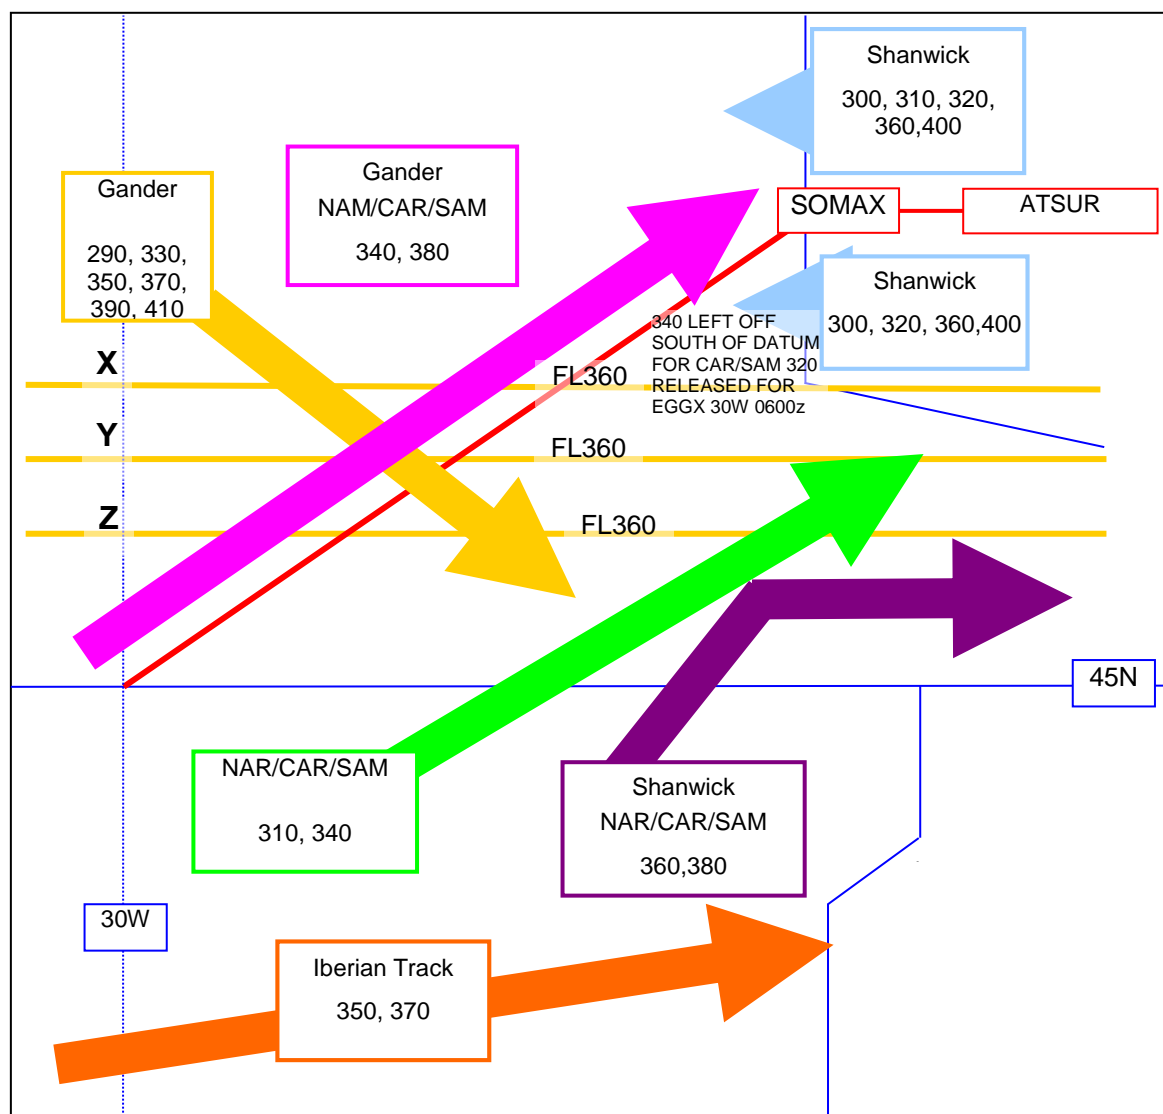 Shanwick
300, 310, 320,
360,400
Gander
290, 330,
350, 370,
390, 410
Gander
NAM/CAR/SAM
340, 380
SOMAX
ATSUR
Shanwick
300, 320, 360,400
340 LEFT OFF
SOUTH OF DATUM
FOR CAR/SAM 320
RELEASED FOR
EGGX 30W 0600z
X
FL360
Y
FL360
Z
FL360
45N
NAR/CAR/SAM
310, 340
Shanwick
NAR/CAR/SAM
360,380
30W
Iberian Track
350, 370